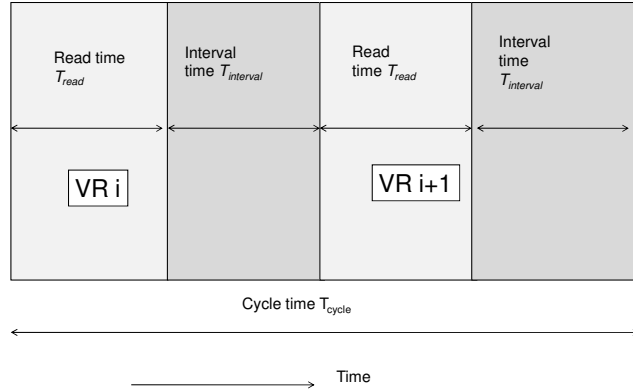 Read time
T_read
Interval
time T_interval
Read
time T_read
Interval
time
T_interval
VR i
VR i+1
Cycle time T_cycle
Time